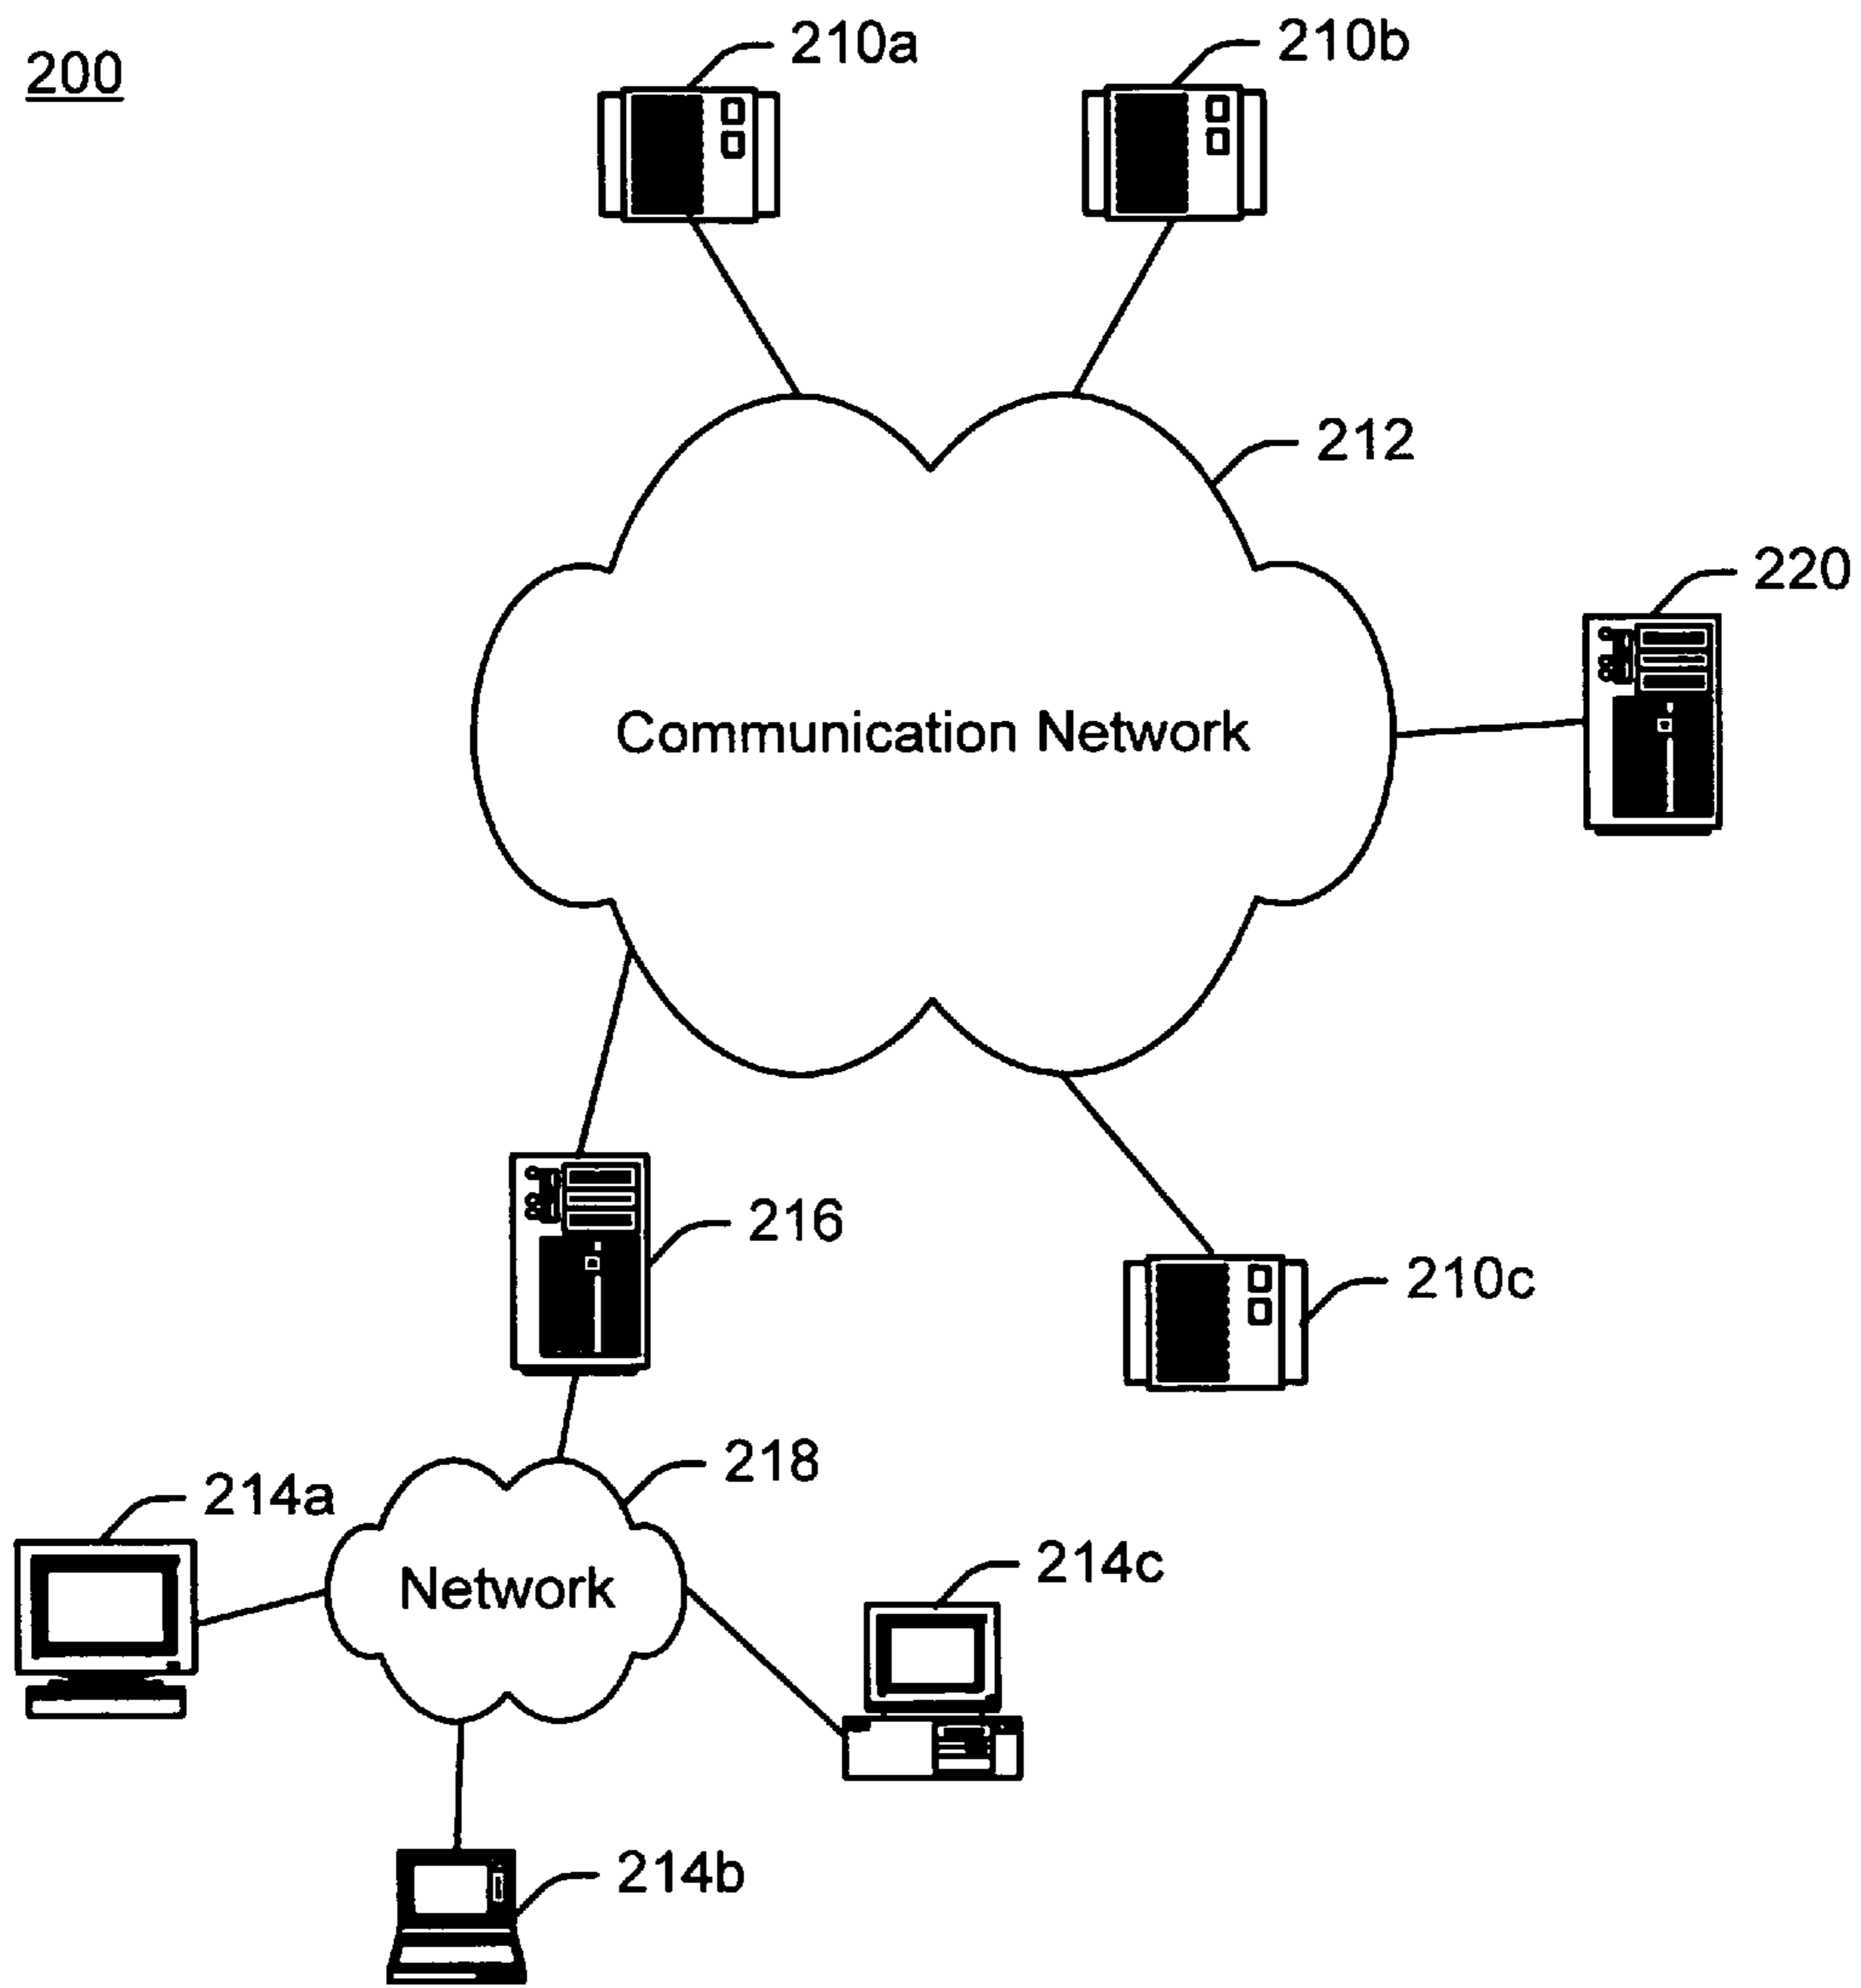 200
210a
210b
212
220
Communication Network
216
210c
218
214a
214c
Network
214b